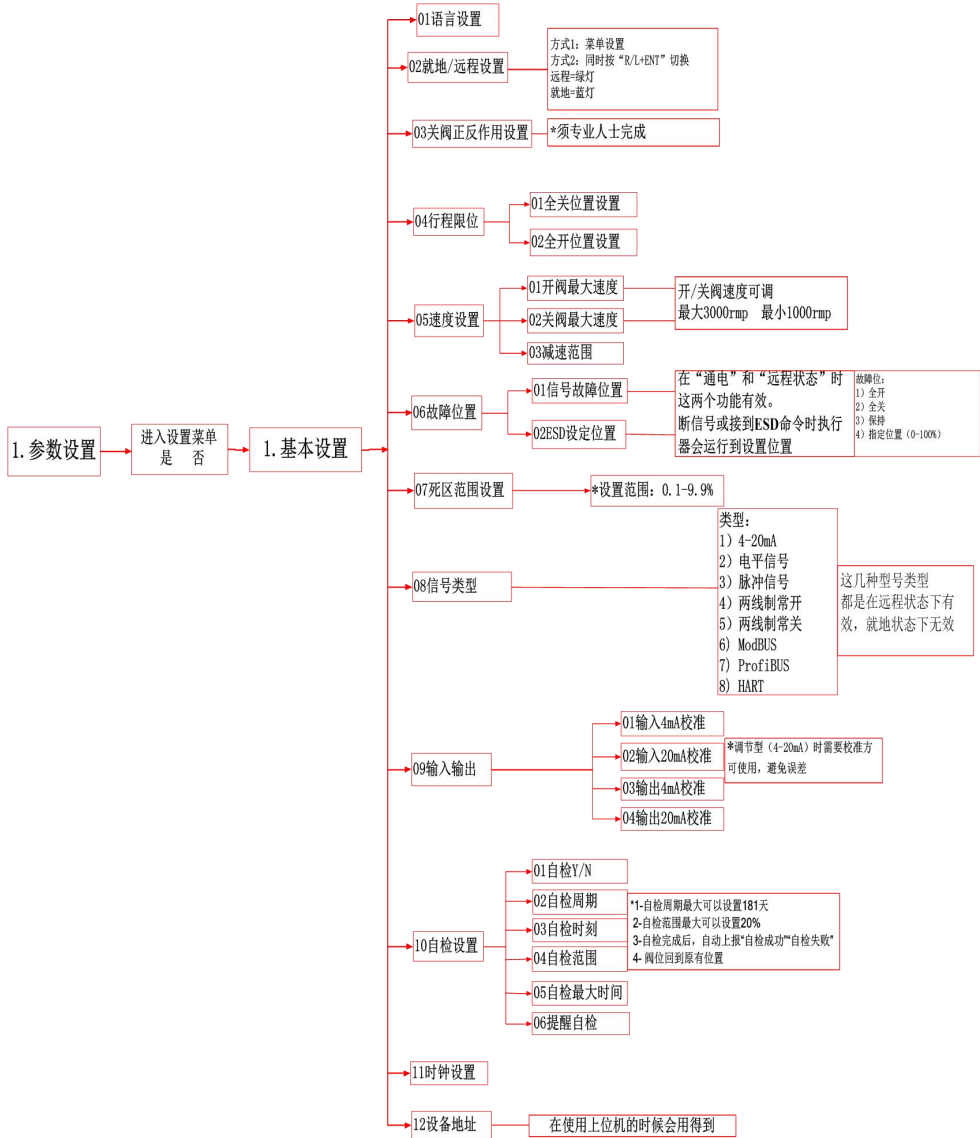 01语言设置
02就地/远程设置
方式1：菜单设置
方式2：同时按“R/L+ENT”切换
远程=绿灯
就地=蓝灯
03关阀正反作用设置
*须专业人士完成
04行程限位
01全关位置设置
02全开位置设置
05速度设置
01开阀最大速度
02关阀最大速度
03减速范围
开/关阀速度可调
最大3000rmp 最小1000rmp
06故障位置
01信号故障位置
02ESD设定位置
在“通电”和“远程状态”时
这两个功能有效。
断信号或接到ESD命令时执行
器会运行到设置位置
故障位：
1）全开
2）全关
3）保持
4）指定位置（0-100%）
1.参数设置
进入设置菜单
是 否
1.基本设置
07死区范围设置
*设置范围：0.1-9.9%
08信号类型
类型：
1）4-20mA
2）电平信号
3）脉冲信号
4）两线制常开
5）两线制常关
6）ModBUS
7）ProfiBUS
8）HART
这几种型号类型
都是在远程状态下有
效，就地状态下无效
09输入输出
01输入4mA校准
02输入20mA校准
03输出4mA校准
04输出20mA校准
*调节型（4-20mA）时需要校准方
可使用，避免误差
10自检设置
01自检Y/N
02自检周期
03自检时刻
04自检范围
05自检最大时间
06提醒自检
*1-自检周期最大可以设置181天
2-自检范围最大可以设置20%
3-自检完成后，自动上报“自检成功”“自检失败”
4- 阀位回到原有位置
11时钟设置
12设备地址
在使用上位机的时候会用得到